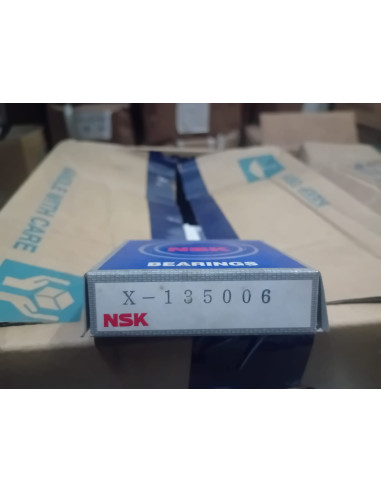 HANDLE WITH CARE
NSK
BEARINGS
X-135006
NSK